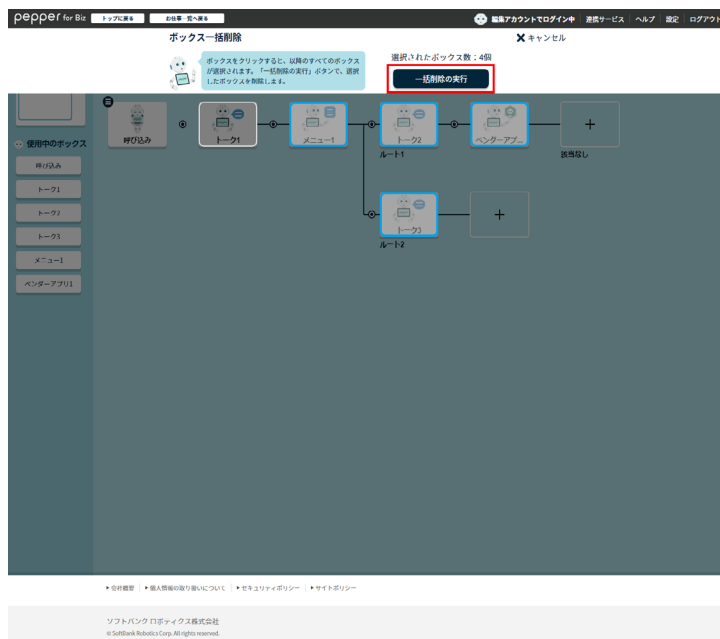 pepper for Biz トップに戻る お仕事一覧へ戻る 編集アカウントでログイン中 連携サービス ヘルプ 設定 ログアウト
ボックス一括削除 キャンセル
ボックスをクリックすると、以降のすべてのボックス
が選択されます。「一括削除の実行」ボタンで、選択
したボックスを削除します。
選択されたボックス数：4個
一括削除の実行
使用中のボックス
呼び込み
トーク1
トーク2
トーク3
メニュー1
ベンダーアプリ1
呼び込み トーク1 メニュー1 トーク2 ベンダーアプ...
ルート1 該当なし
トーク3
ルート2
会社概要 個人情報の取り扱いについて セキュリティポリシー サイトポリシー
ソフトバンク ロボティクス株式会社
© SoftBank Robotics Corp. All rights reserved.